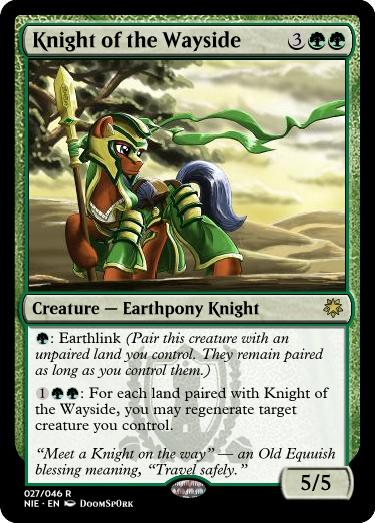 Knight of the Wayside 3
Creature — Earthpony Knight
: Earthlink (Pair this creature with an
unpaired land you control. They remain paired
as long as you control them.)
1 : For each land paired with Knight of
the Wayside, you may regenerate target
creature you control.
“Meet a Knight on the way” — an Old Equuish
blessing meaning, “Travel safely.”
5/5
027/046 R
NIE • EN DoomSp0rk